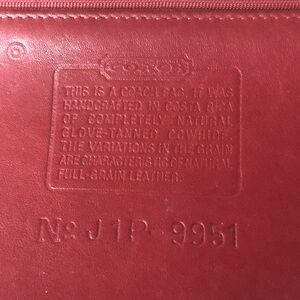 COACH
THIS IS A COACH BAG. IT WAS
HANDCRAFTED IN COSTA RICA
OF COMPLETELY NATURAL
GLOVE-TANNED COWHIDE.
THE VARIATIONS IN THE GRAIN
ARE CHARACTERISTIC OF NATURAL
FULL-GRAIN LEATHER.
№ J1P-9951